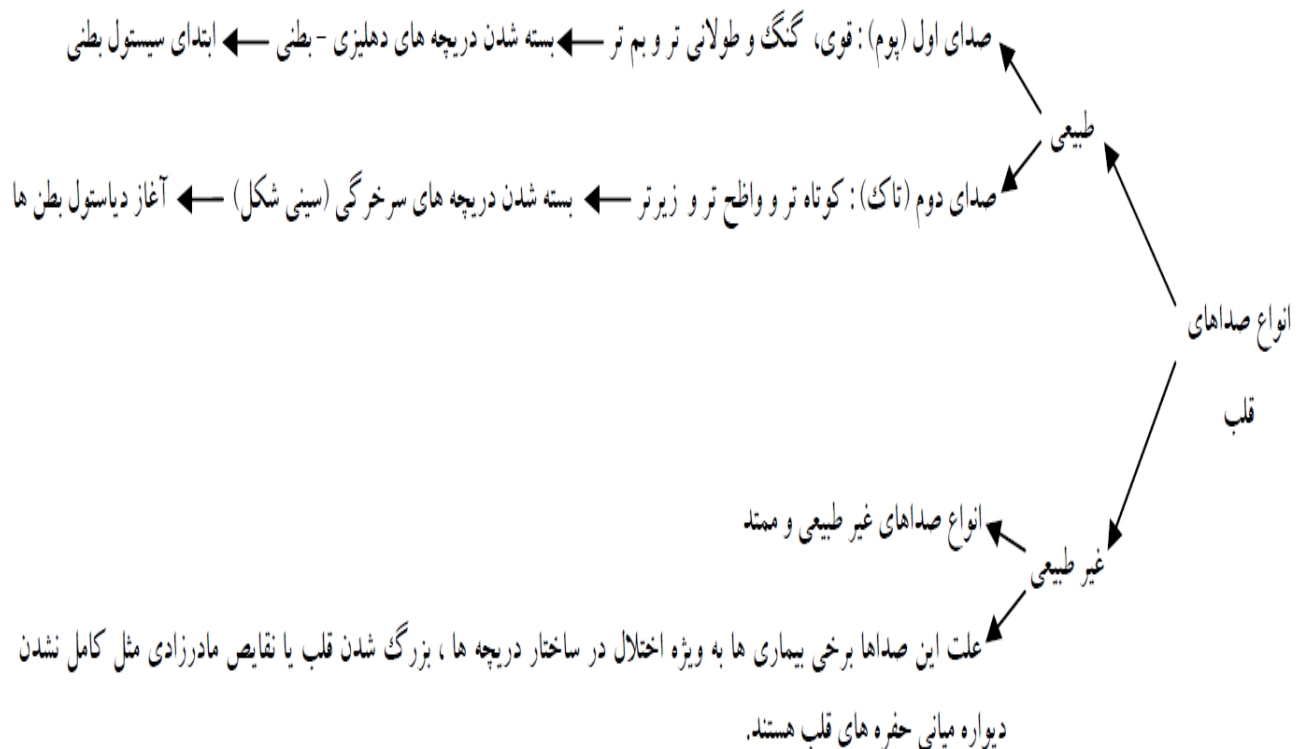 صدای اول (پوم) : قوی، گنگ و طولانی تر و بم تر بسته شدن دریچه های دهلیزی - بطنی ابتدای سیستول بطنی
طبیعی
صدای دوم (تاک) : کوتاه تر و واظح تر و زیرتر بسته شدن دریچه های سرخرگی (سینی شکل) آغاز دیاستول بطن ها
انواع صداهای
قلب
انواع صداهای غیر طبیعی و ممتد
غیر طبیعی
علت این صداها برخی بیماری ها به ویژه اختلال در ساختار دریچه ها ، بزرگ شدن قلب یا نقایص مادرزادی مثل کامل نشدن
دیواره میانی حفره های قلب هستند.